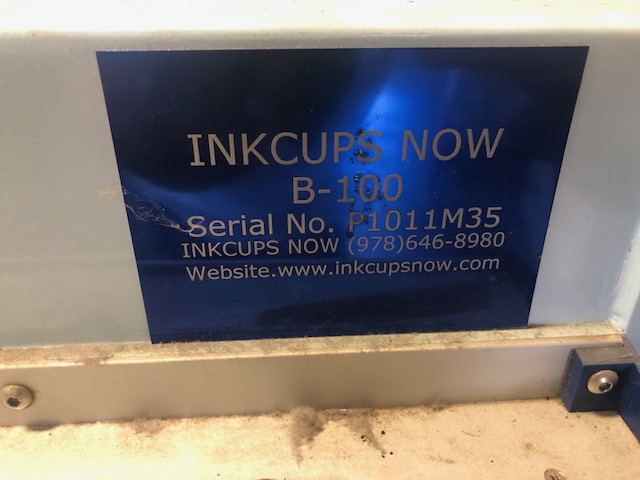 INKCUPS NOW
B-100
Serial No. P1011M35
INKCUPS NOW (978)646-8980
Website.www.inkcupsnow.com